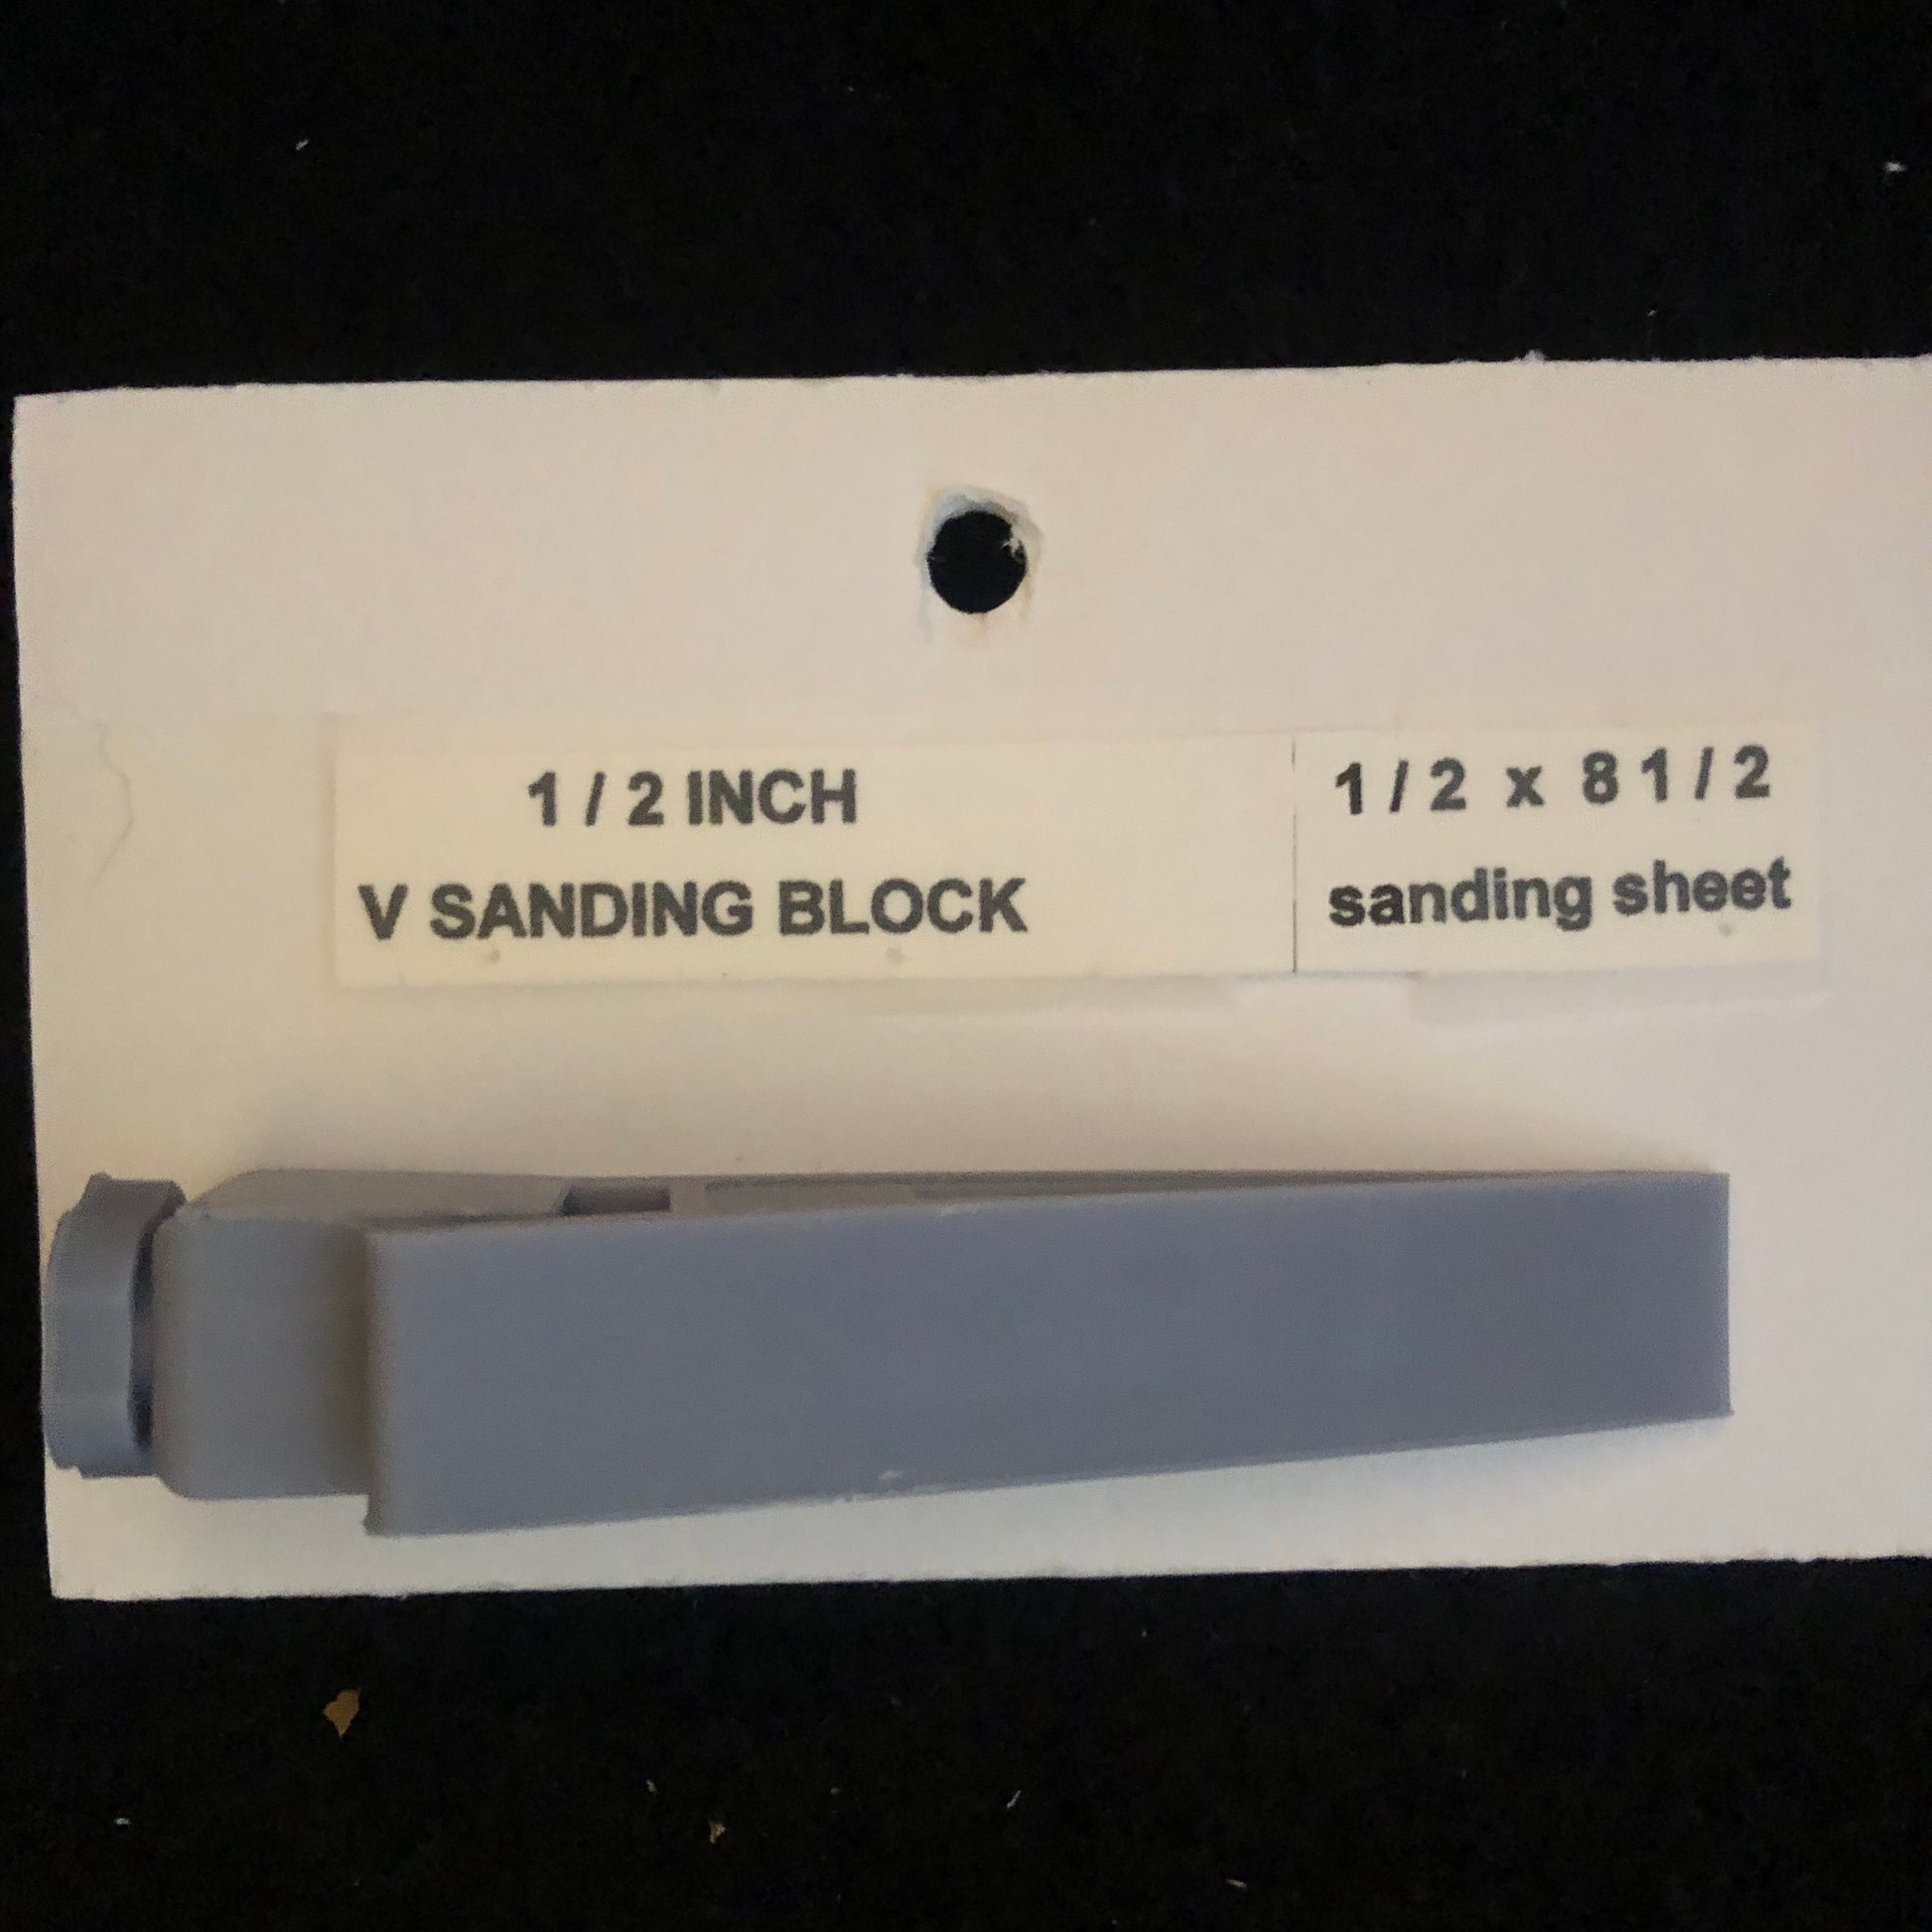 1 / 2 INCH
V SANDING BLOCK
1 / 2 x 8 1 / 2
sanding sheet